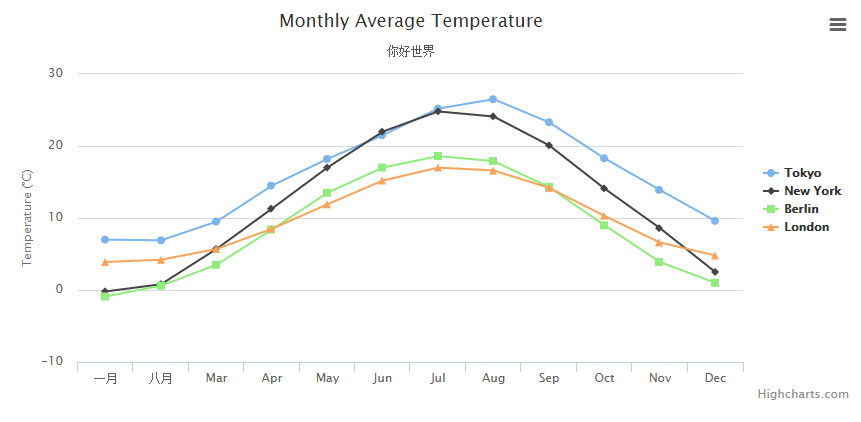 Monthly Average Temperature
你好世界
Temperature (°C)
30
20
10
0
-10
一月 八月 Mar Apr May Jun Jul Aug Sep Oct Nov Dec
Tokyo
New York
Berlin
London
Highcharts.com